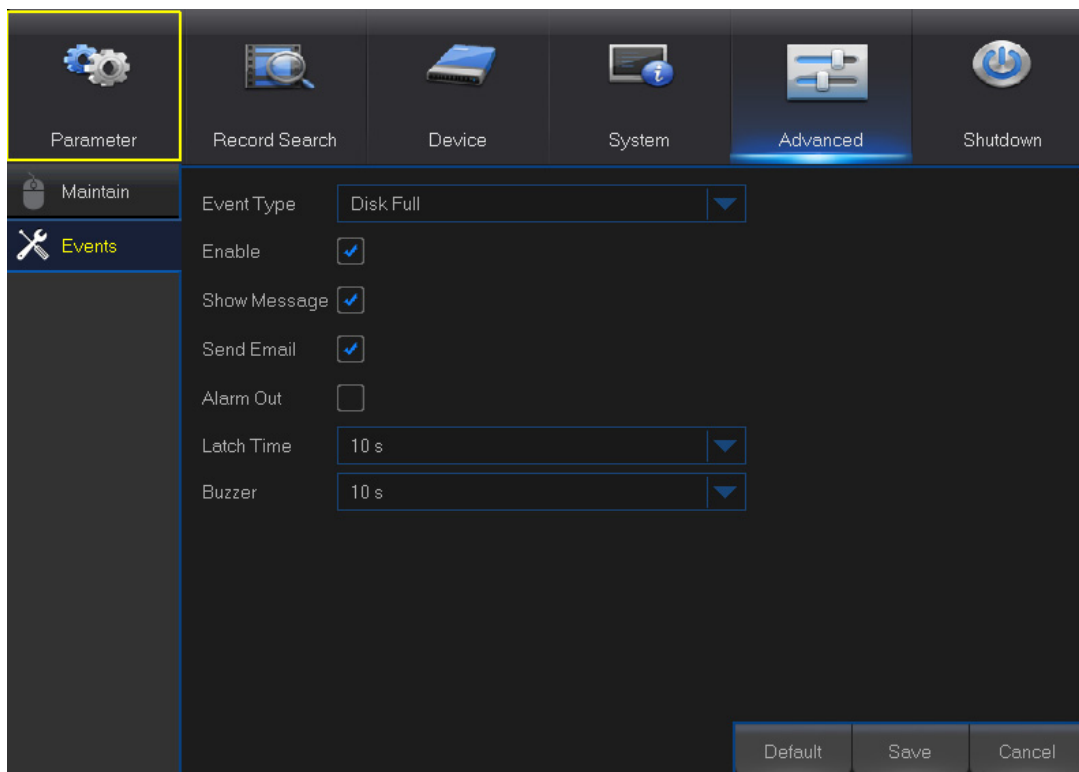 Parameter
Record Search
Device
System
Advanced
Shutdown
Maintain
Events
Event Type
Disk Full
Enable
Show Message
Send Email
Alarm Out
Latch Time
10 s
Buzzer
10 s
Default
Save
Cancel